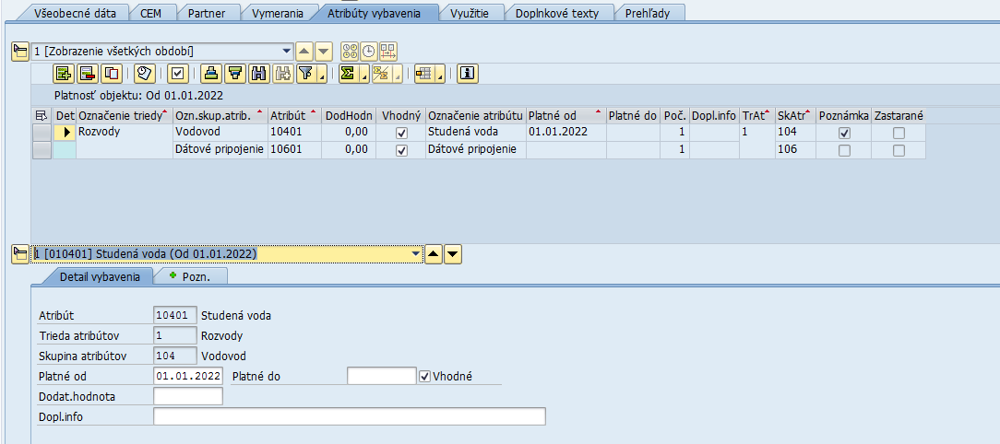 Všeobecné dáta CEM Partner Vymerania Atribúty vybavenia Využitie Doplnkové texty Prehľady
1 [Zobrazenie všetkých období]
Platnosť objektu: Od 01.01.2022
Det Označenie triedy Ozn.skup.atrib. Atribút DodHodn Vhodný Označenie atribútu Platné od Platné do Poč. Dopl.info TrAt SkAtr Poznámka Zastarané
Rozvody Vodovod 10401 0,00 Studená voda 01.01.2022 1 1 104
Dátové pripojenie 10601 0,00 Dátové pripojenie 1 106
1 [010401] Studená voda (Od 01.01.2022)
Detail vybavenia Pozn.
Atribút 10401 Studená voda
Trieda atribútov 1 Rozvody
Skupina atribútov 104 Vodovod
Platné od 01.01.2022 Platné do Vhodné
Dodat.hodnota
Dopl.info